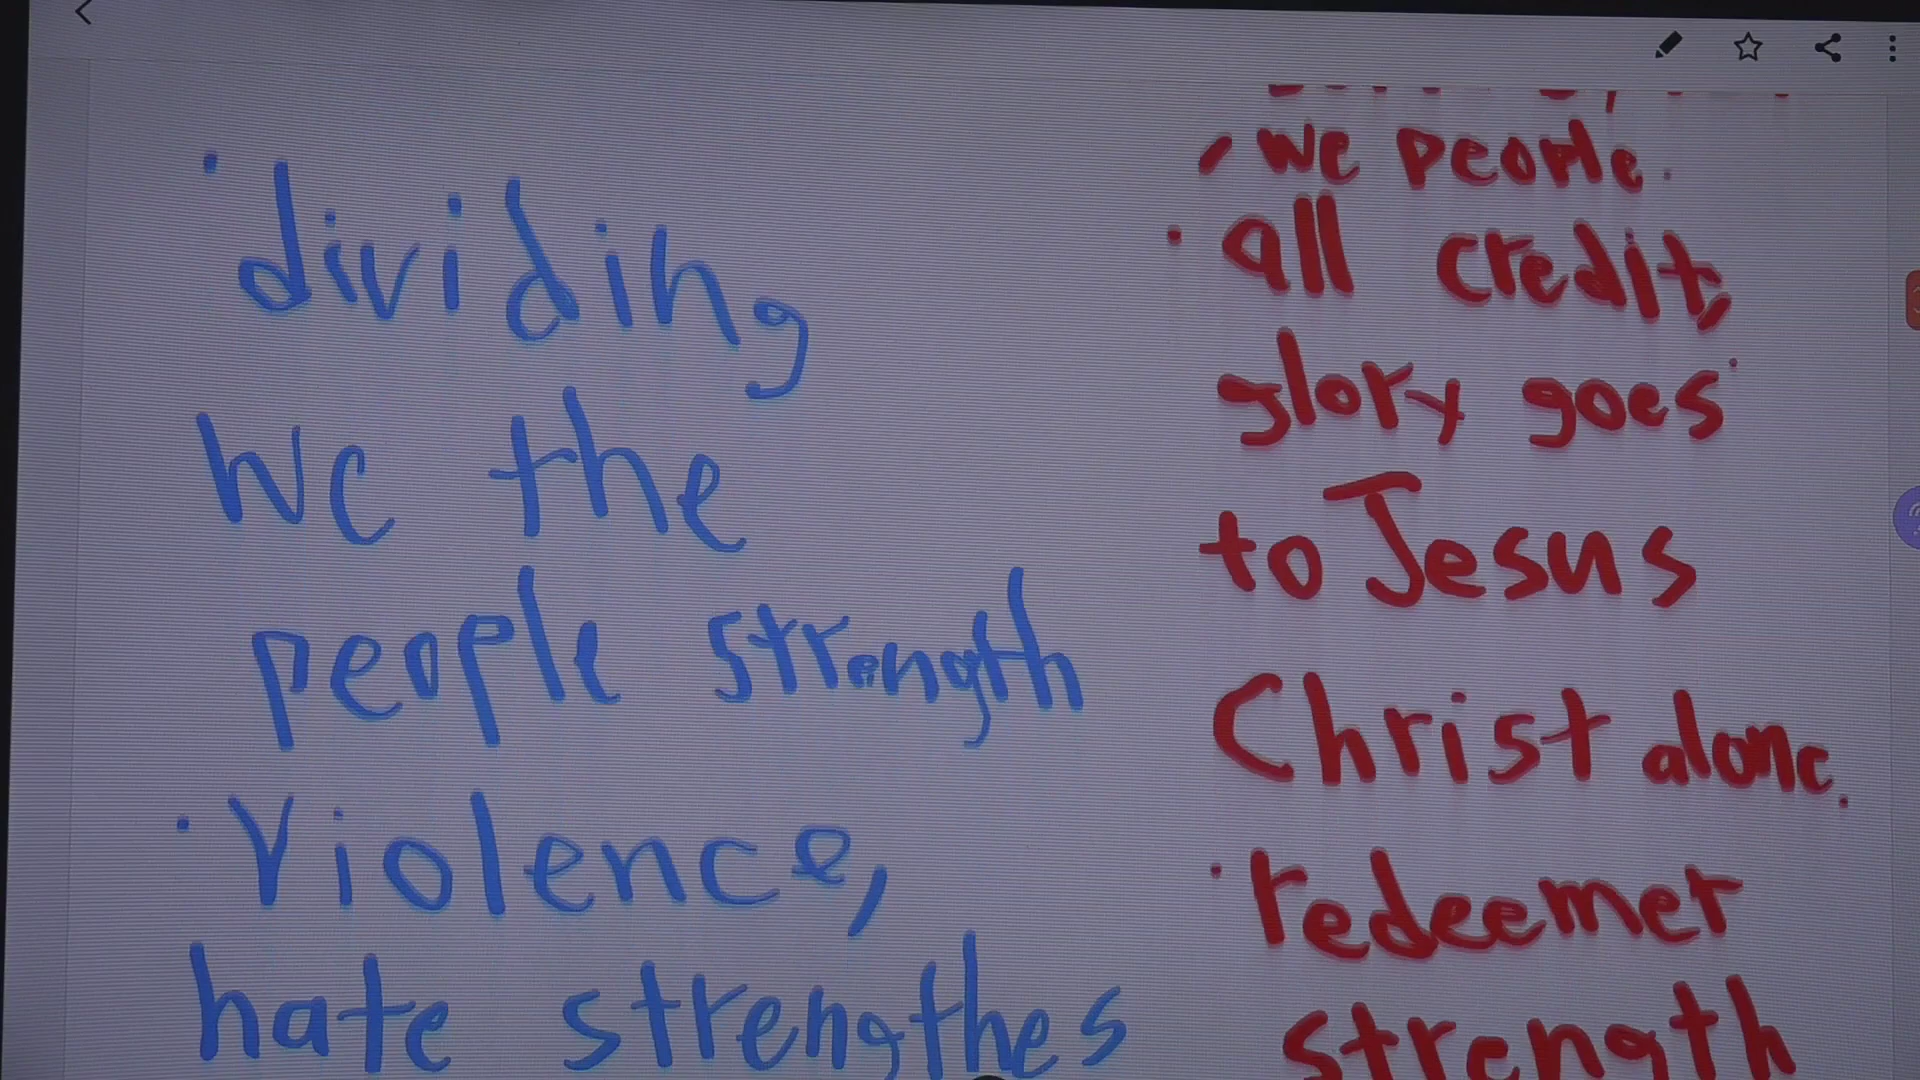 · dividing
we the
people strength
· Violence,
hate strengthes
, we people.
· all credit,
glory goes
to Jesus
Christ alone.
· redeemer
strength